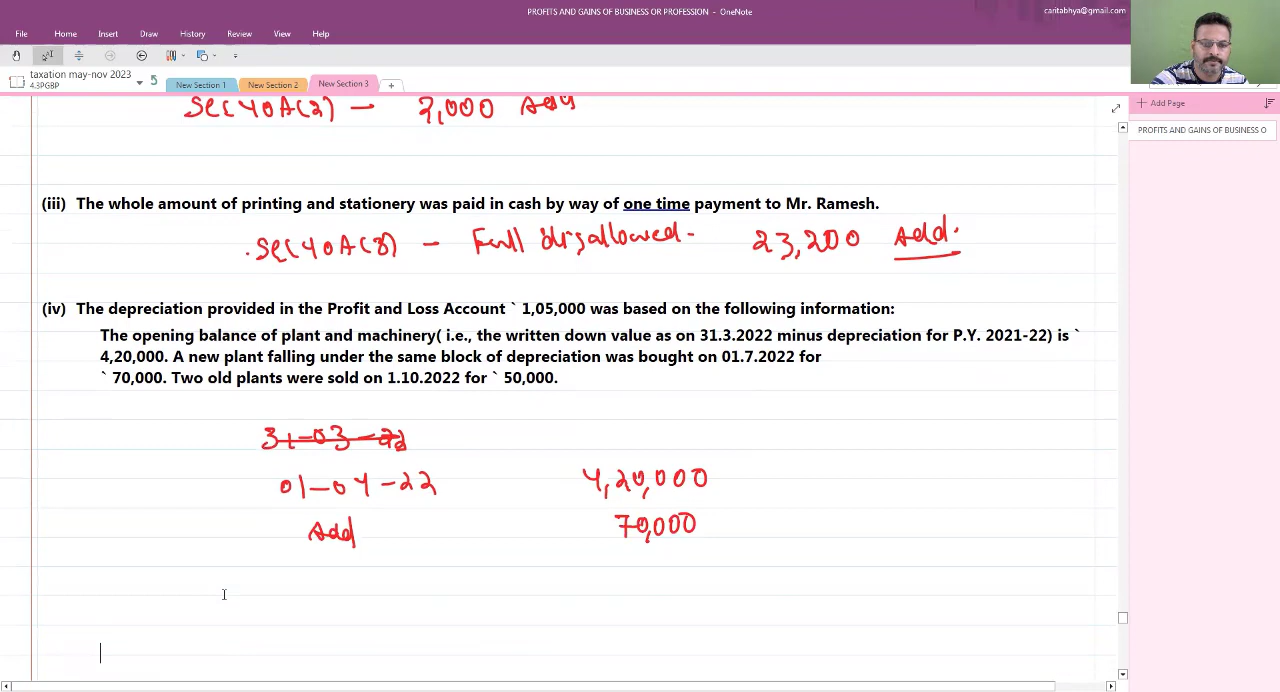 PROFITS AND GAINS OF BUSINESS OR PROFESSION - OneNote
caritabhya@gmail.com
File Home Insert Draw History Review View Help
taxation may-nov 2023
4.3PGBP
New Section 1 New Section 2 New Section 3
Add Page
PROFITS AND GAINS OF BUSINESS O
Sec 40A(2) - 2,000 Add
(iii) The whole amount of printing and stationery was paid in cash by way of one time payment to Mr. Ramesh.
Sec 40A(3) - Full disallowed - 23,200 Add.
(iv) The depreciation provided in the Profit and Loss Account ` 1,05,000 was based on the following information:
The opening balance of plant and machinery( i.e., the written down value as on 31.3.2022 minus depreciation for P.Y. 2021-22) is `
4,20,000. A new plant falling under the same block of depreciation was bought on 01.7.2022 for
` 70,000. Two old plants were sold on 1.10.2022 for ` 50,000.
31-03-22
01-04-22 4,20,000
Add 70,000